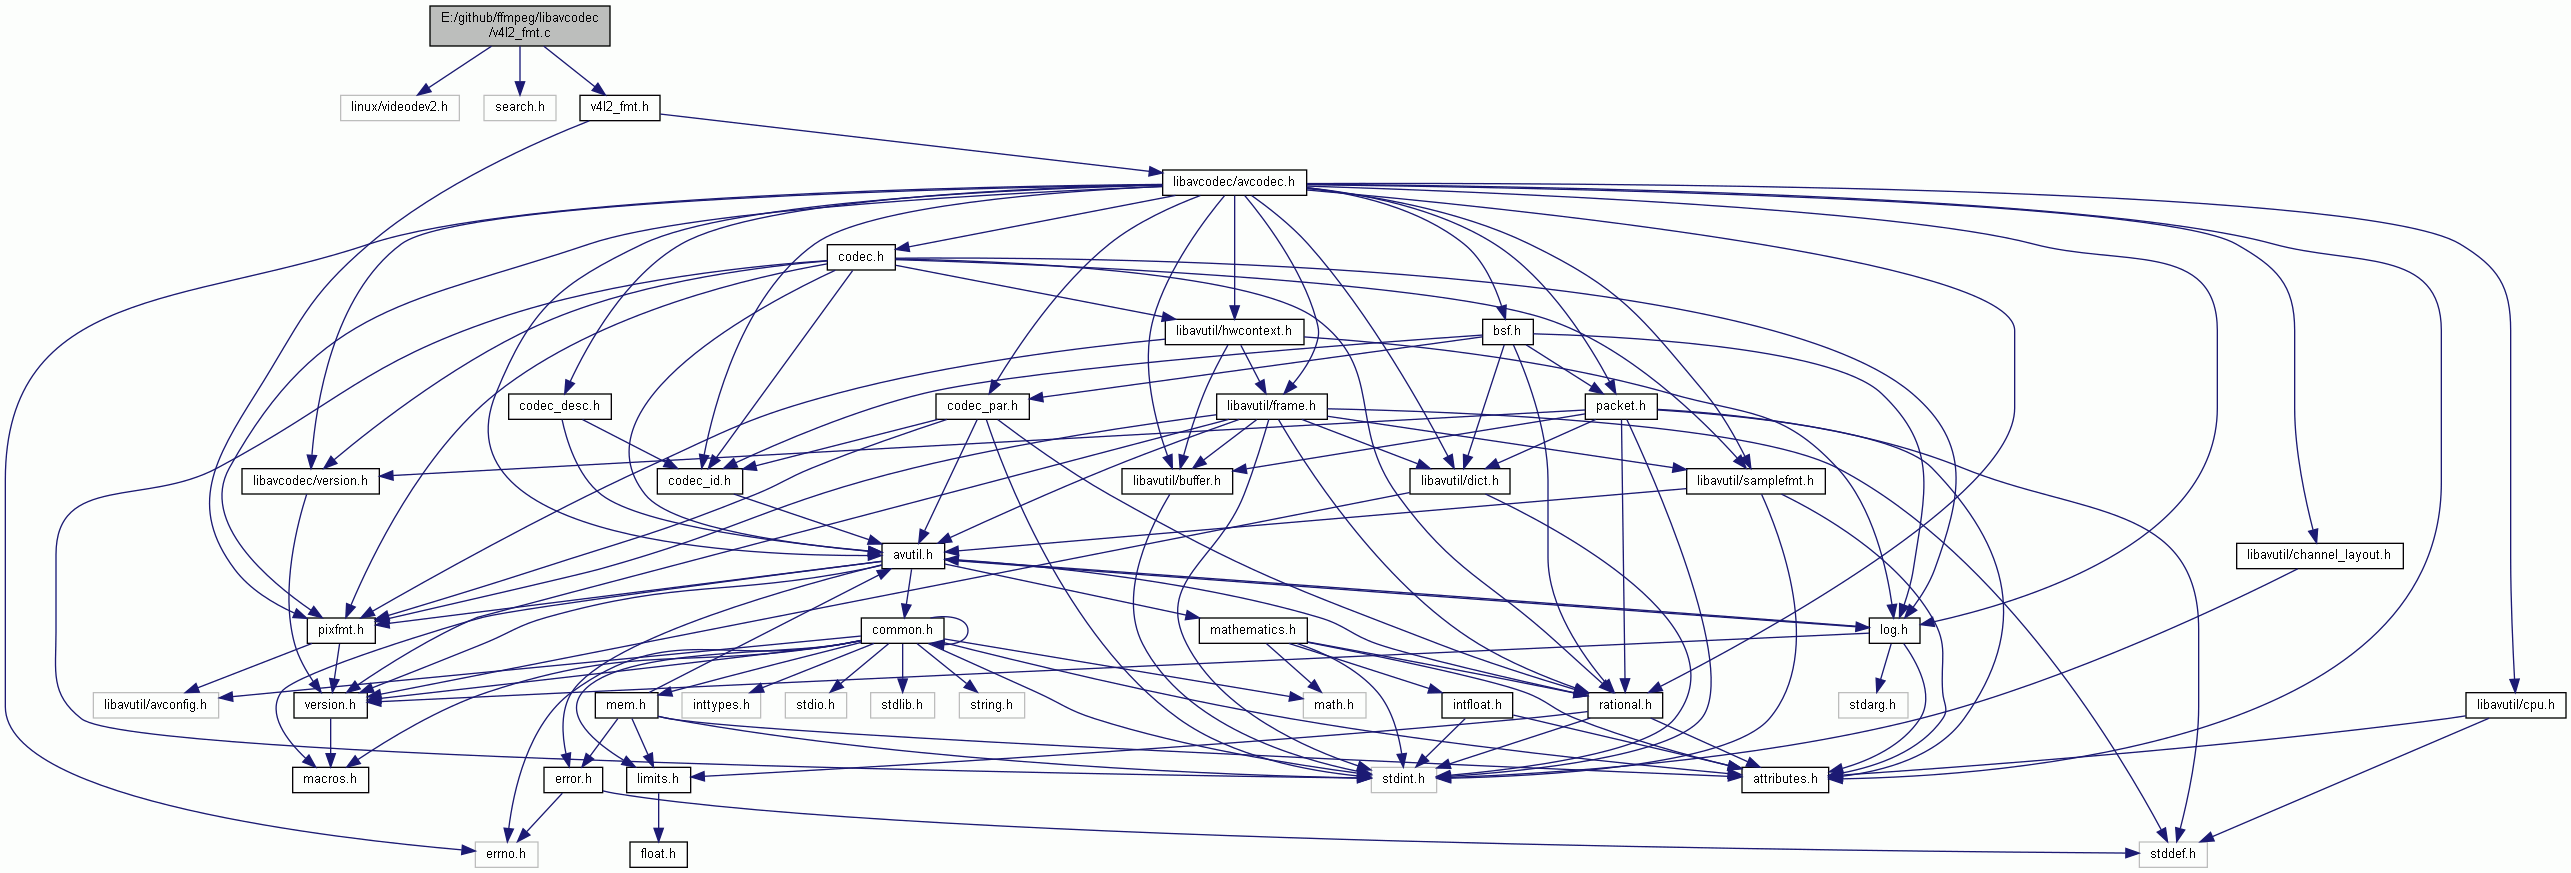 E:/github/ffmpeg/libavcodec
/v4l2_fmt.c
linux/videodev2.h
search.h
v4l2_fmt.h
libavcodec/avcodec.h
codec.h
libavutil/hwcontext.h
bsf.h
codec_desc.h
codec_par.h
libavutil/frame.h
packet.h
libavcodec/version.h
codec_id.h
libavutil/buffer.h
libavutil/dict.h
libavutil/samplefmt.h
avutil.h
libavutil/channel_layout.h
pixfmt.h
common.h
mathematics.h
log.h
libavutil/avconfig.h
version.h
mem.h
inttypes.h
stdio.h
stdlib.h
string.h
math.h
intfloat.h
rational.h
stdarg.h
libavutil/cpu.h
macros.h
error.h
limits.h
stdint.h
attributes.h
errno.h
float.h
stddef.h